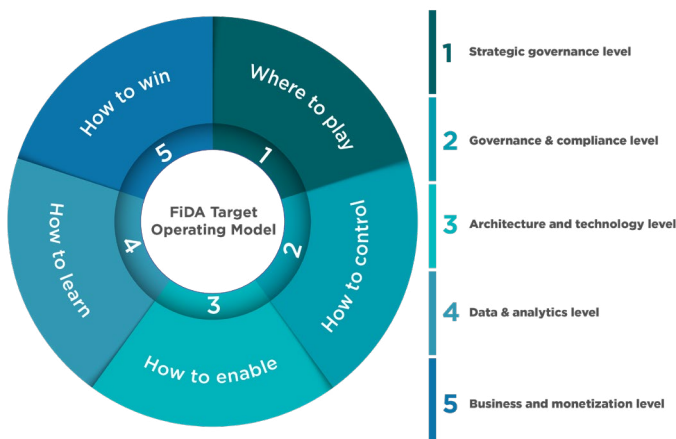 Where to play
1
How to control
2
How to enable
3
How to learn
4
How to win
5
FiDA Target
Operating Model
1 Strategic governance level
2 Governance & compliance level
3 Architecture and technology level
4 Data & analytics level
5 Business and monetization level